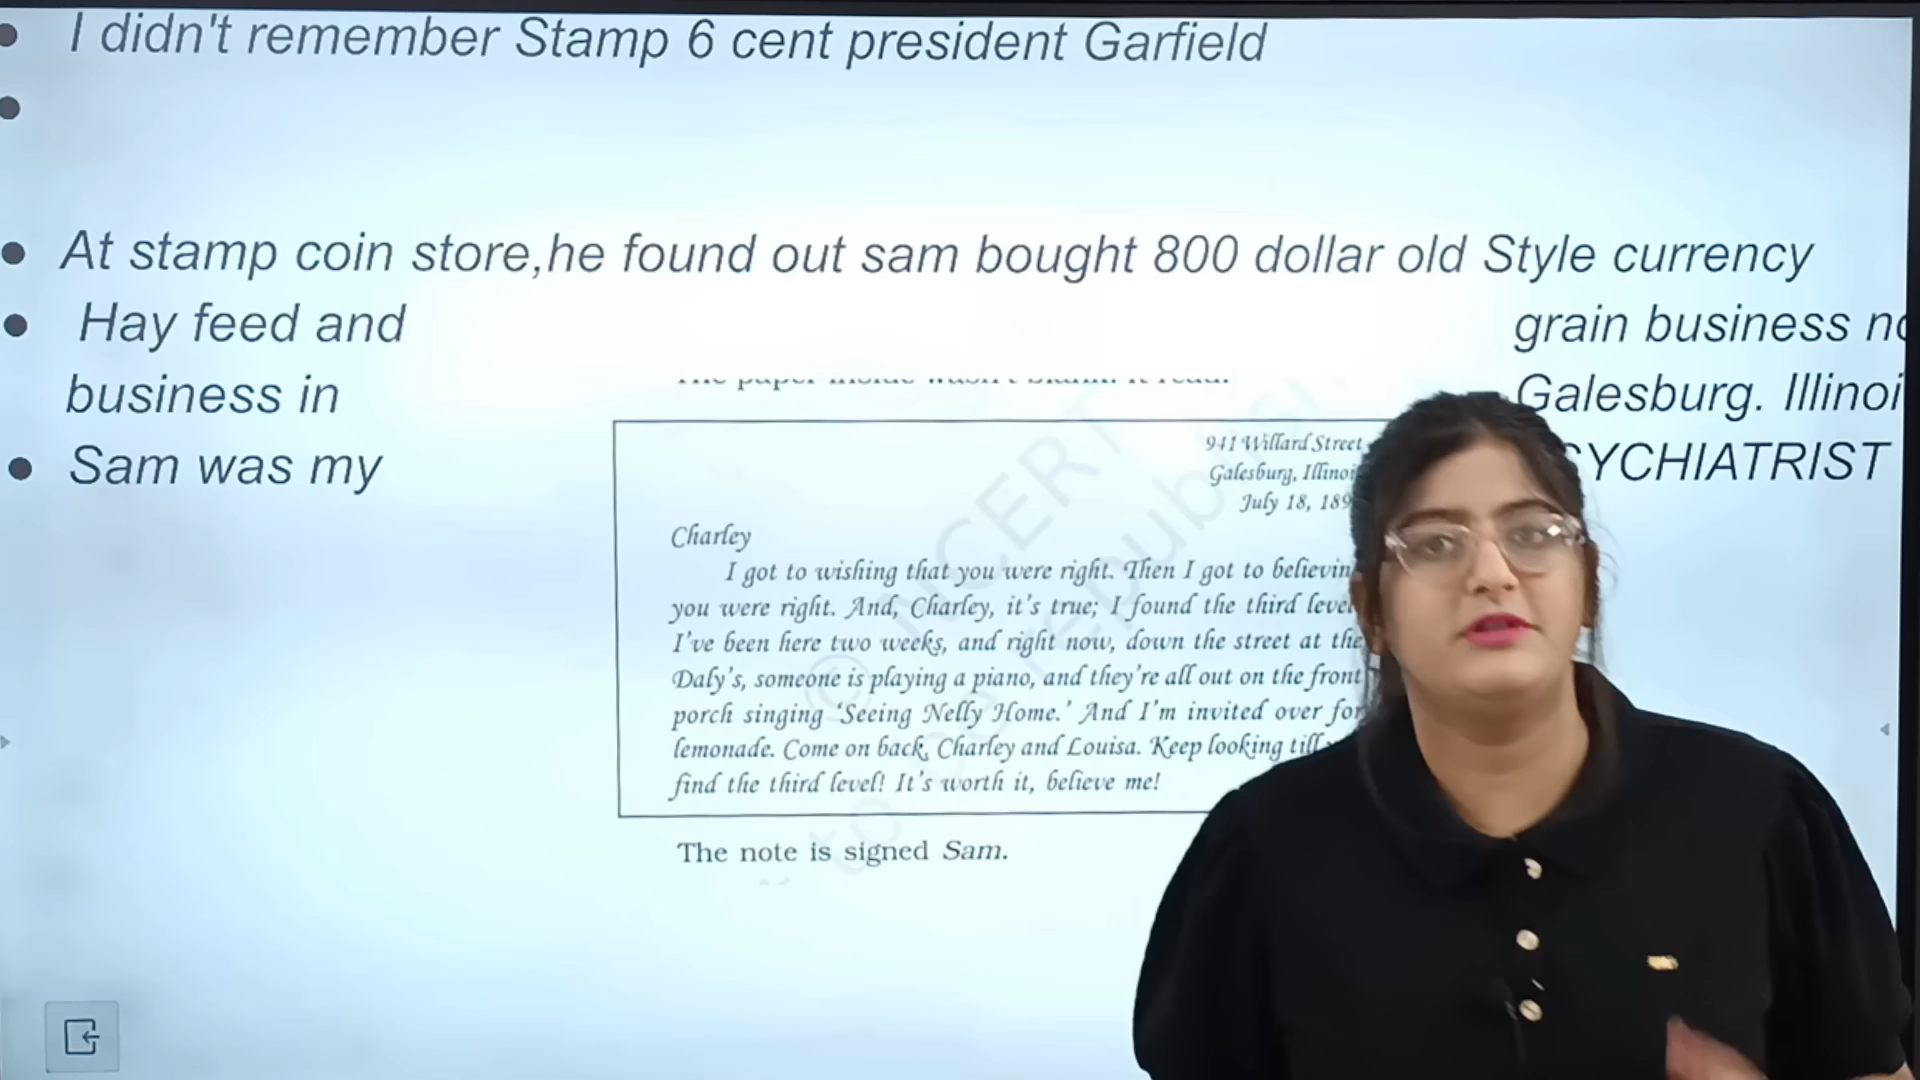 I didn't remember Stamp 6 cent president Garfield
At stamp coin store,he found out sam bought 800 dollar old Style currency
Hay feed and grain business
business in Galesburg. Illinoi
Sam was my YCHIATRIST
941 Willard Street
Galesburg, Illinoi
July 18, 189
Charley
I got to wishing that you were right. Then I got to believin
you were right. And, Charley, it's true; I found the third level
I've been here two weeks, and right now, down the street at the
Daly's, someone is playing a piano, and they're all out on the front
porch singing 'Seeing Nelly Home.' And I'm invited over for
lemonade. Come on back, Charley and Louisa. Keep looking till
find the third level! It's worth it, believe me!
The note is signed Sam.
© NCERT
to be republis